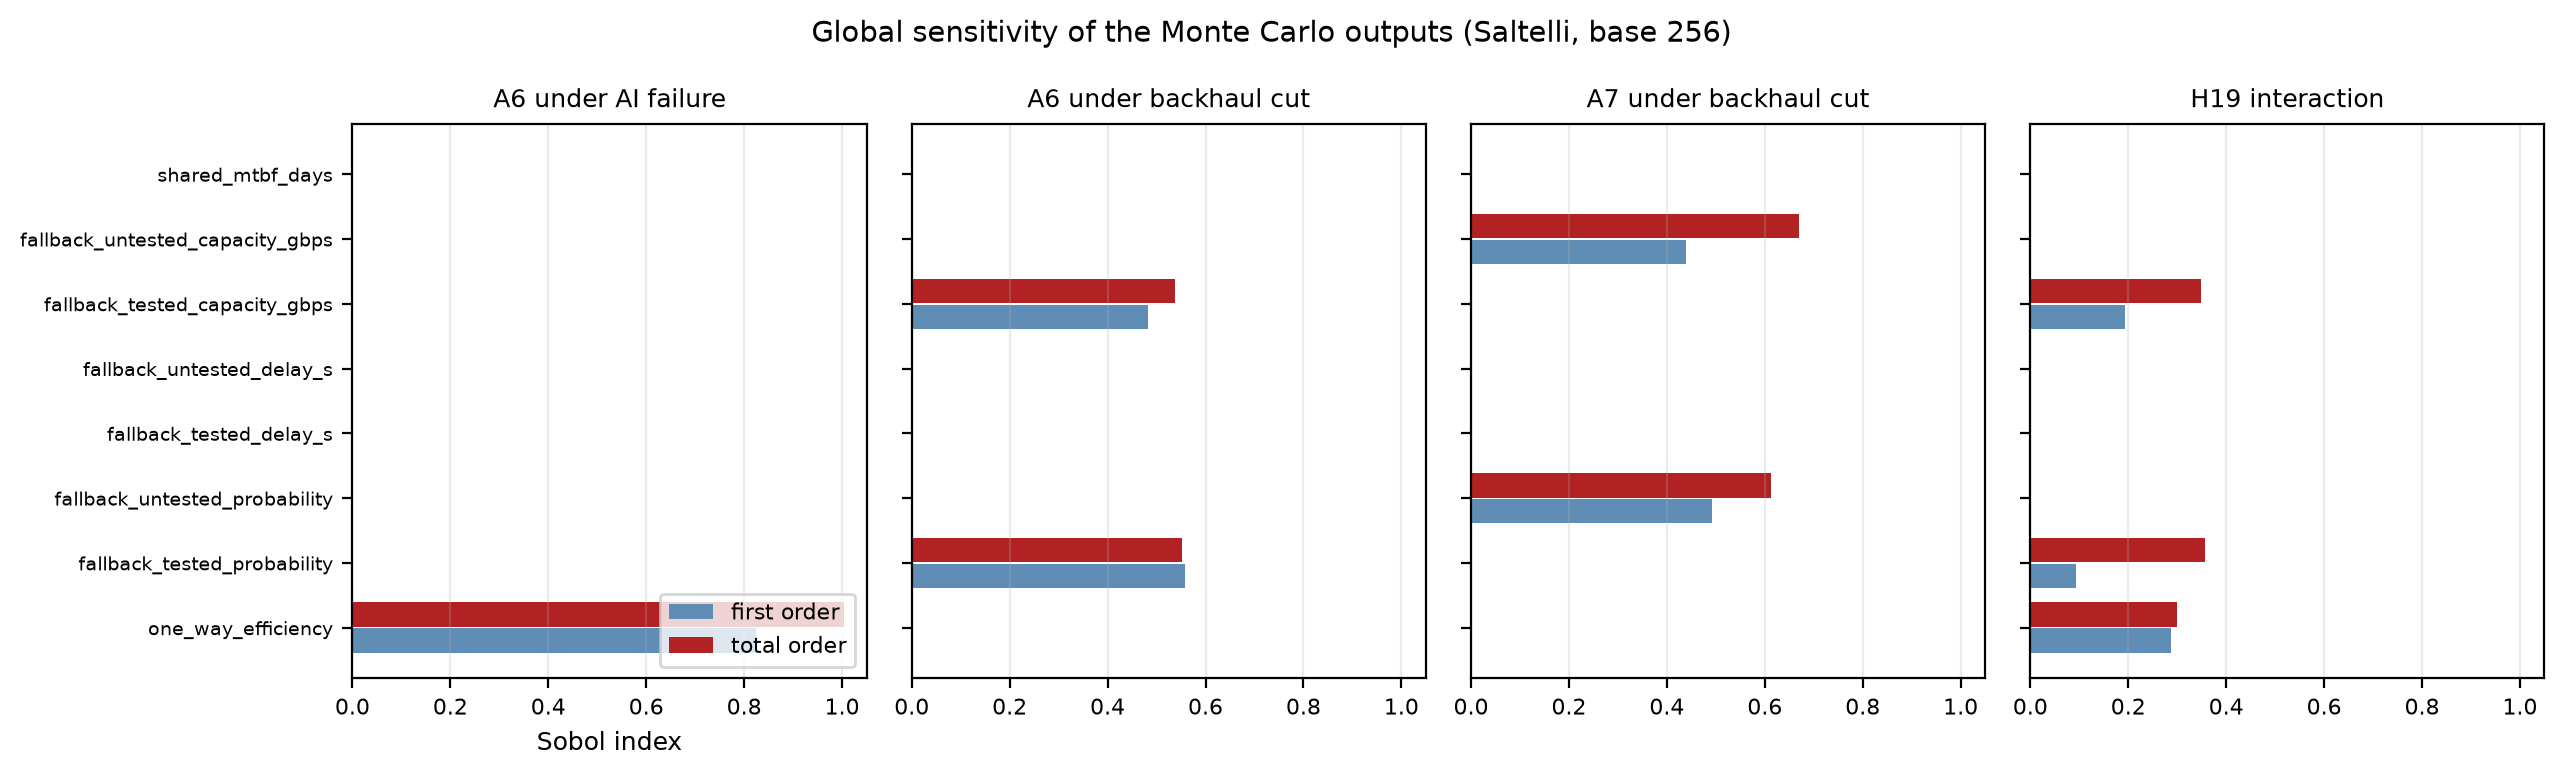 Global sensitivity of the Monte Carlo outputs (Saltelli, base 256)
A6 under AI failure
A6 under backhaul cut
A7 under backhaul cut
H19 interaction
shared_mtbf_days
fallback_untested_capacity_gbps
fallback_tested_capacity_gbps
fallback_untested_delay_s
fallback_tested_delay_s
fallback_untested_probability
fallback_tested_probability
one_way_efficiency
first order
total order
0.0 0.2 0.4 0.6 0.8 1.0
0.0 0.2 0.4 0.6 0.8 1.0
0.0 0.2 0.4 0.6 0.8 1.0
0.0 0.2 0.4 0.6 0.8 1.0
Sobol index